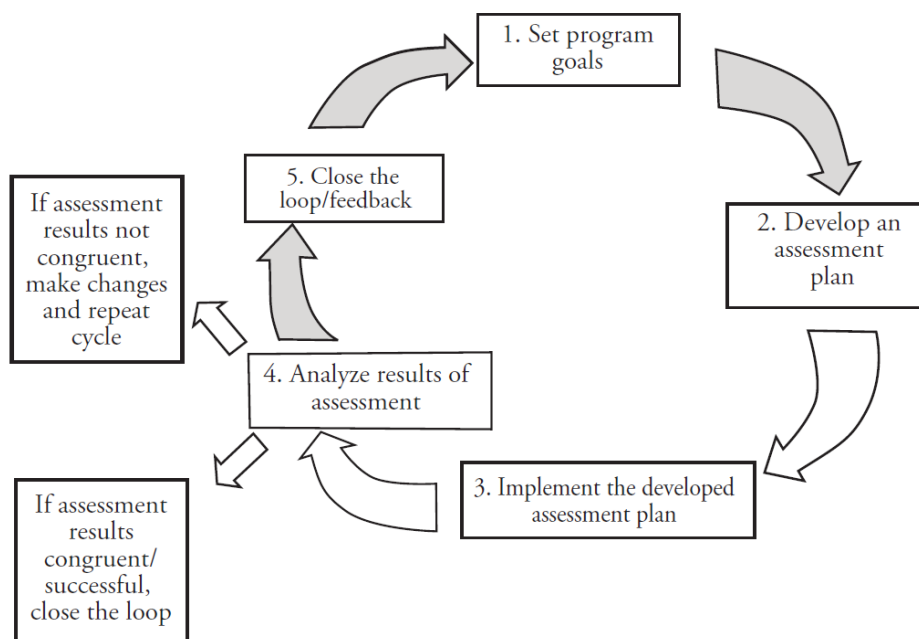 1. Set program
goals
2. Develop an
assessment
plan
3. Implement the developed
assessment plan
4. Analyze results of
assessment
5. Close the
loop/feedback
If assessment
results not
congruent,
make changes
and repeat
cycle
If assessment
results
congruent/
successful,
close the loop